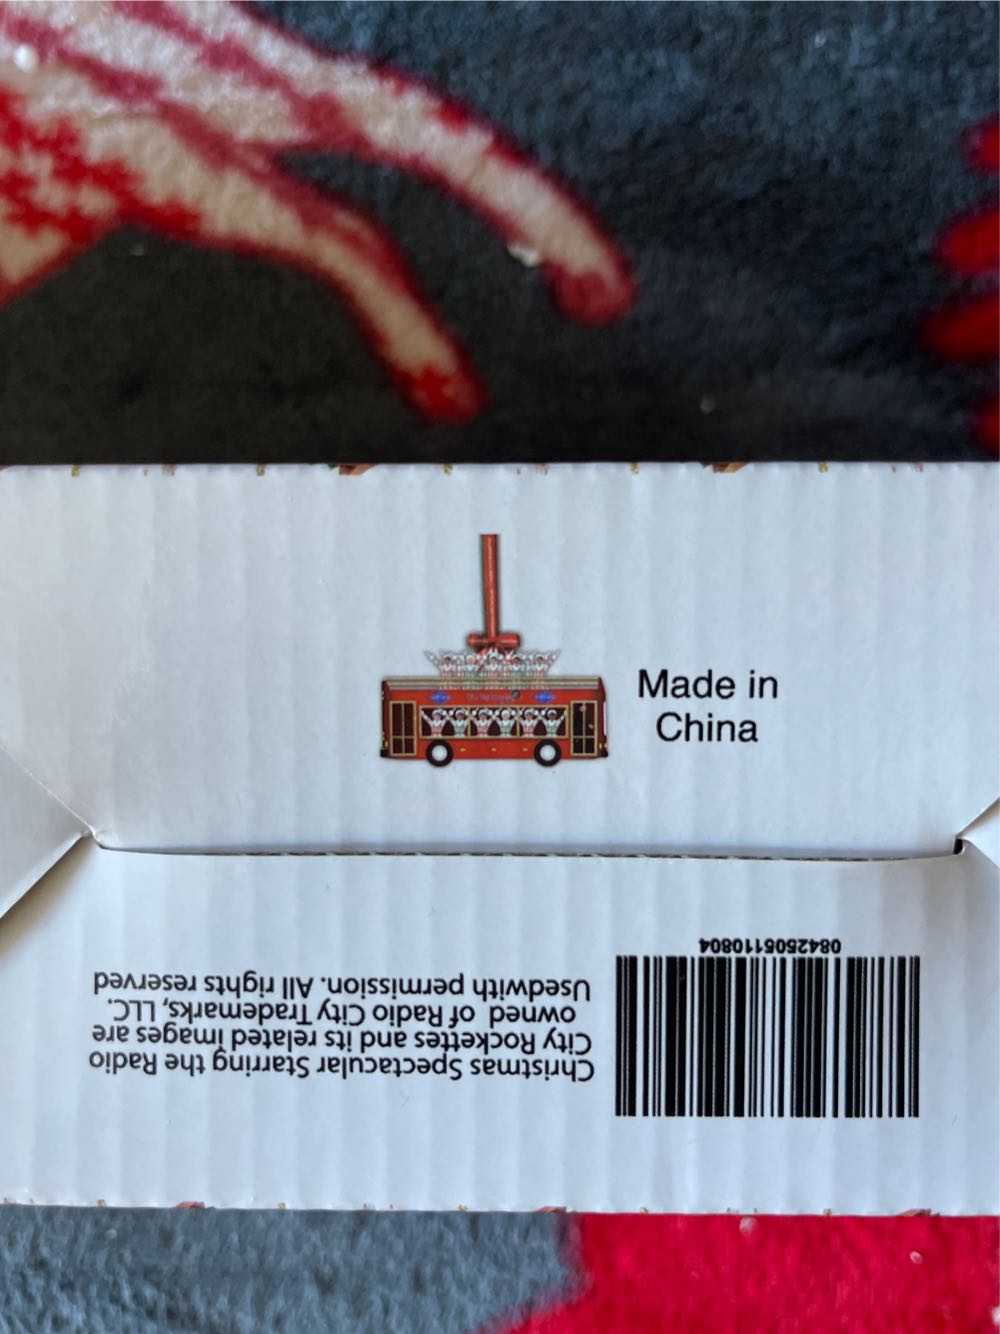 Made in
China
Christmas Spectacular Starring the Radio
City Rockettes and its related images are
owned of Radio City Trademarks, LLC.
Usedwith permission. All rights reserved
0842505110804